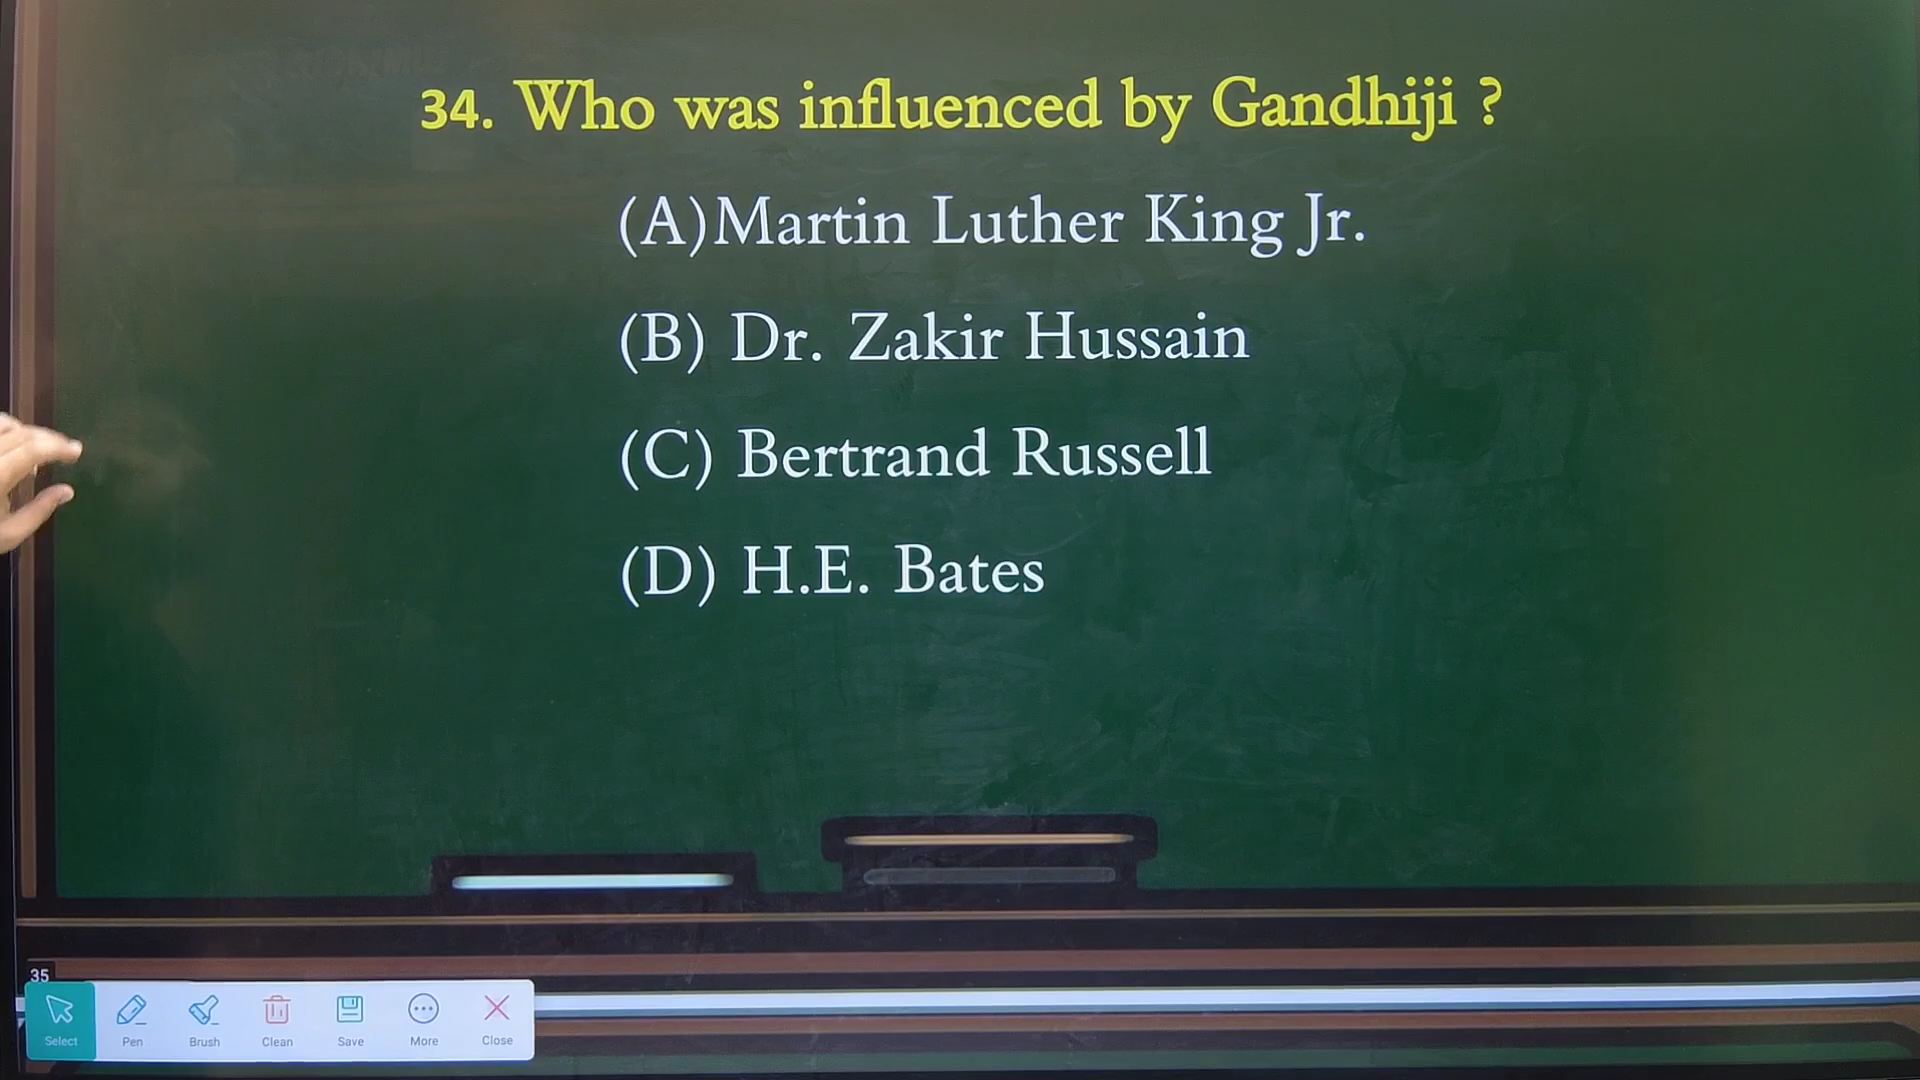 34. Who was influenced by Gandhiji ?
(A)Martin Luther King Jr.
(B) Dr. Zakir Hussain
(C) Bertrand Russell
(D) H.E. Bates
35
Select Pen Brush Clean Save More Close